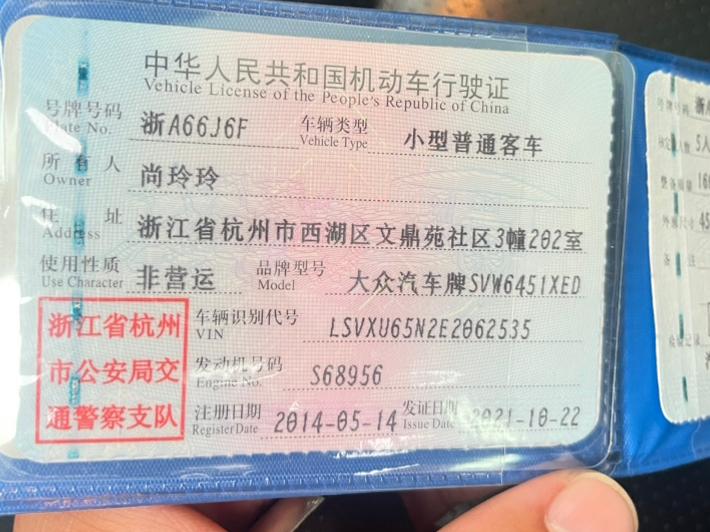 中华人民共和国机动车行驶证
Vehicle License of the People's Republic of China
号牌号码 浙A66J6F 车辆类型 小型普通客车
Plate No. Vehicle Type
所有人 尚玲玲
Owner
住址 浙江省杭州市西湖区文鼎苑社区3幢202室
Address
使用性质 非营运 品牌型号 大众汽车牌SVW6451XED
Use Character Model
车辆识别代号 LSVXU65N2E2062535
VIN
发动机号码 S68956
Engine No.
注册日期 2014-05-14 发证日期 2021-10-22
Register Date Issue Date
浙江省杭州
市公安局交
通警察支队
号牌号码